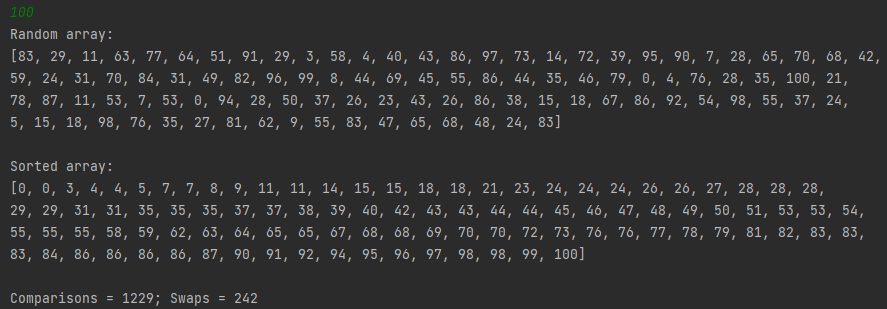 100
Random array:
[83, 29, 11, 63, 77, 64, 51, 91, 29, 3, 58, 4, 40, 43, 86, 97, 73, 14, 72, 39, 95, 90, 7, 28, 65, 70, 68, 42,
59, 24, 31, 70, 84, 31, 49, 82, 96, 99, 8, 44, 69, 45, 55, 86, 44, 35, 46, 79, 0, 4, 76, 28, 35, 100, 21,
78, 87, 11, 53, 7, 53, 0, 94, 28, 50, 37, 26, 23, 43, 26, 86, 38, 15, 18, 67, 86, 92, 54, 98, 55, 37, 24,
5, 15, 18, 98, 76, 35, 27, 81, 62, 9, 55, 83, 47, 65, 68, 48, 24, 83]
Sorted array:
[0, 0, 3, 4, 4, 5, 7, 7, 8, 9, 11, 11, 14, 15, 15, 18, 18, 21, 23, 24, 24, 24, 26, 26, 27, 28, 28, 28,
29, 29, 31, 31, 35, 35, 35, 37, 37, 38, 39, 40, 42, 43, 43, 44, 44, 45, 46, 47, 48, 49, 50, 51, 53, 53, 54,
55, 55, 55, 58, 59, 62, 63, 64, 65, 65, 67, 68, 68, 69, 70, 70, 72, 73, 76, 76, 77, 78, 79, 81, 82, 83, 83,
83, 84, 86, 86, 86, 86, 87, 90, 91, 92, 94, 95, 96, 97, 98, 98, 99, 100]
Comparisons = 1229; Swaps = 242